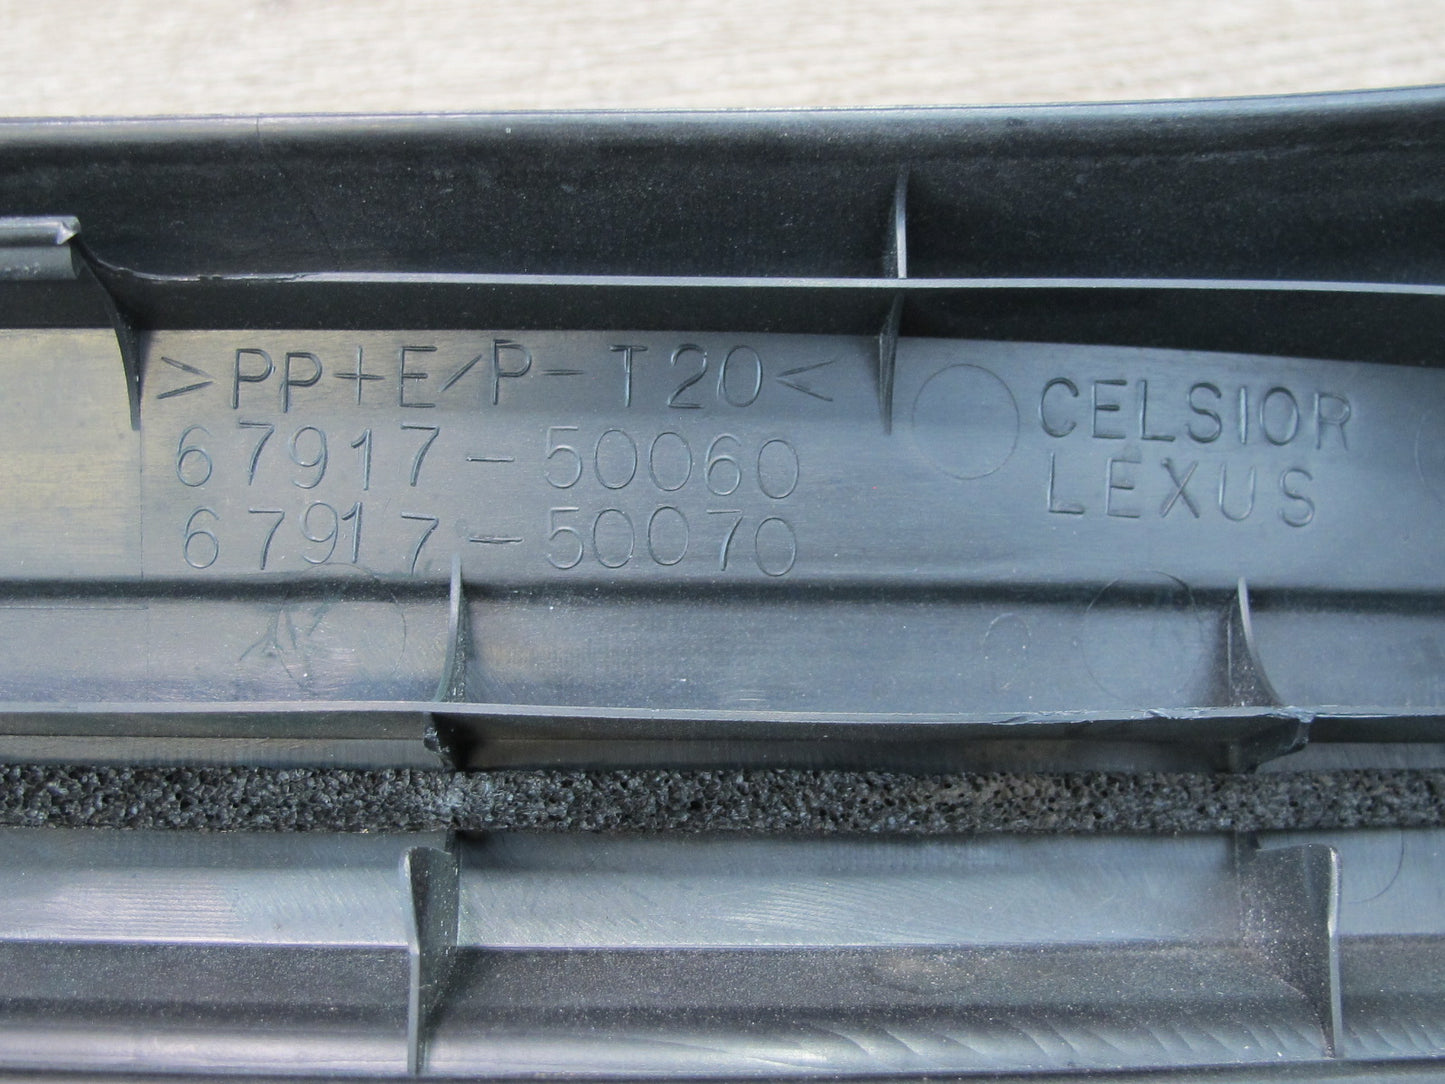 >PP+E/P-T20<
67917-50060
67917-50070
CELSIOR
LEXUS